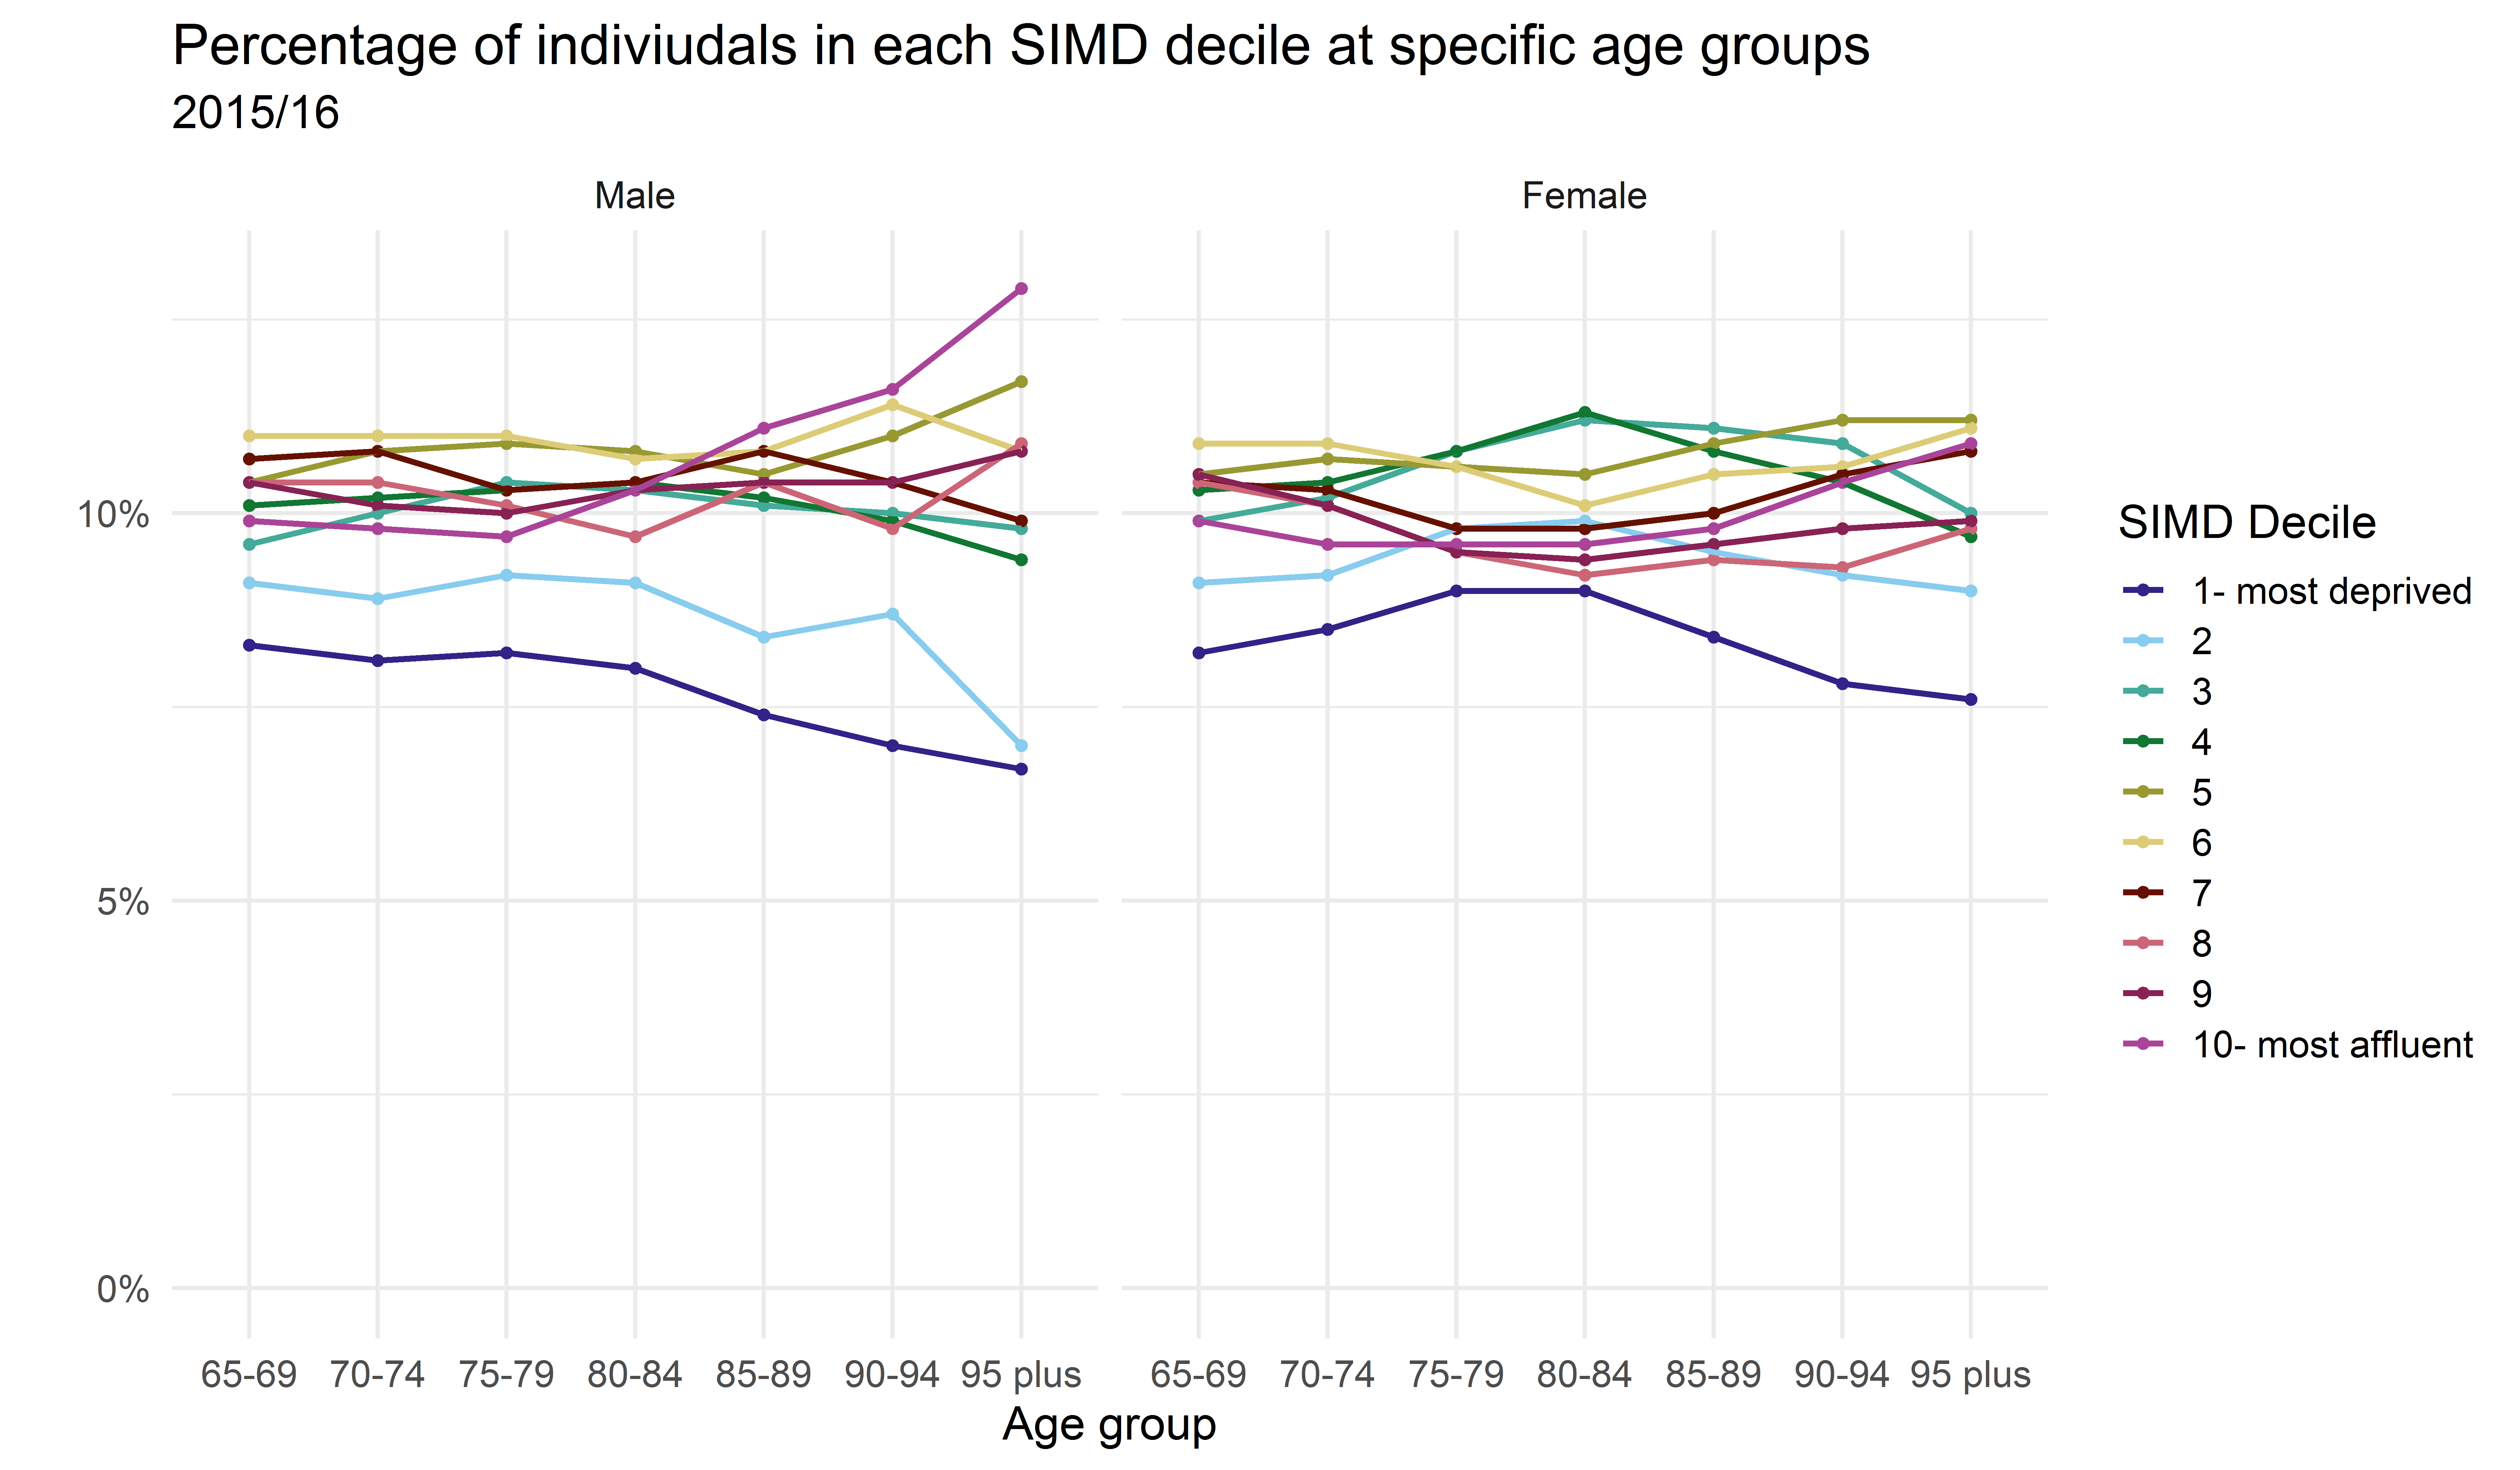 Percentage of indiviudals in each SIMD decile at specific age groups
2015/16
Male
Female
10%
5%
0%
65-69 70-74 75-79 80-84 85-89 90-94 95 plus
65-69 70-74 75-79 80-84 85-89 90-94 95 plus
Age group
SIMD Decile
1- most deprived
2
3
4
5
6
7
8
9
10- most affluent